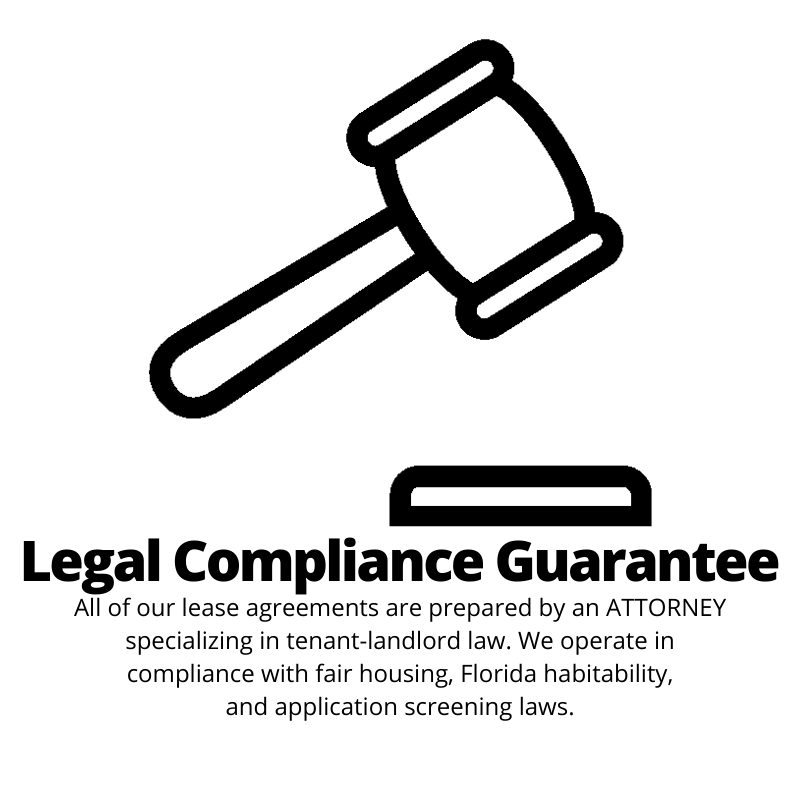 Legal Compliance Guarantee
All of our lease agreements are prepared by an ATTORNEY
specializing in tenant-landlord law. We operate in
compliance with fair housing, Florida habitability,
and application screening laws.